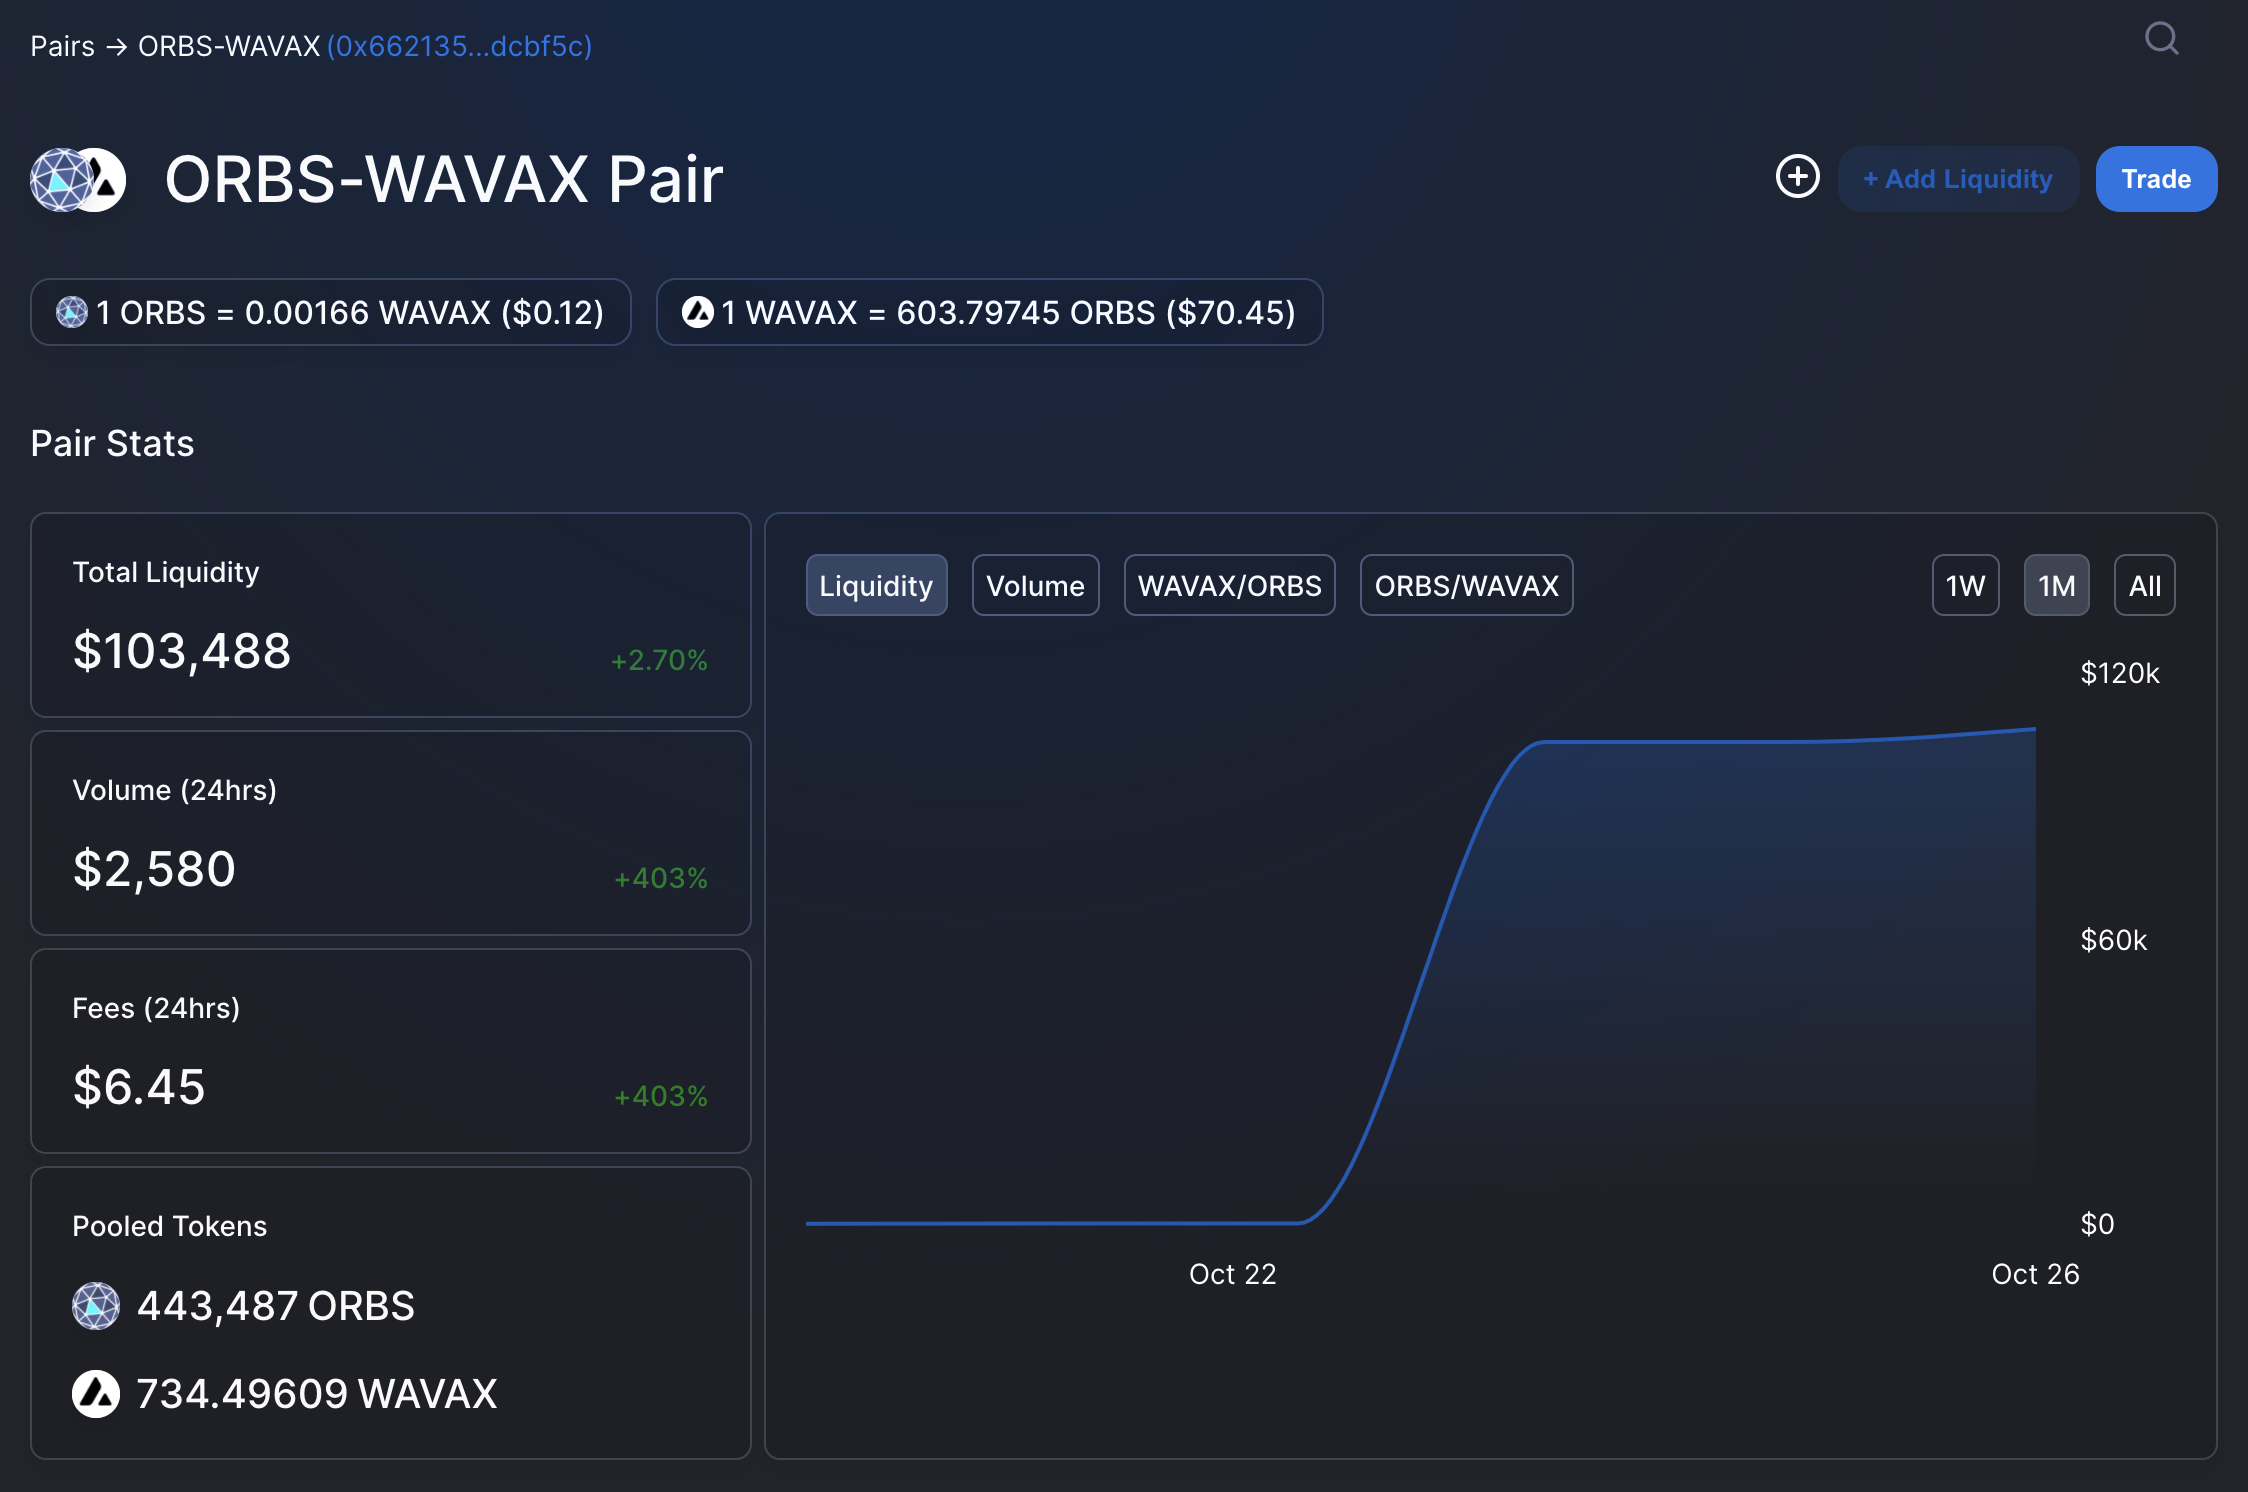 Pairs → ORBS-WAVAX (0x662135...dcbf5c)
ORBS-WAVAX Pair
+ Add Liquidity
Trade
1 ORBS = 0.00166 WAVAX ($0.12)
1 WAVAX = 603.79745 ORBS ($70.45)
Pair Stats
Total Liquidity
$103,488
+2.70%
Volume (24hrs)
$2,580
+403%
Fees (24hrs)
$6.45
+403%
Pooled Tokens
443,487 ORBS
734.49609 WAVAX
Liquidity
Volume
WAVAX/ORBS
ORBS/WAVAX
1W
1M
All
$120k
$60k
$0
Oct 22
Oct 26